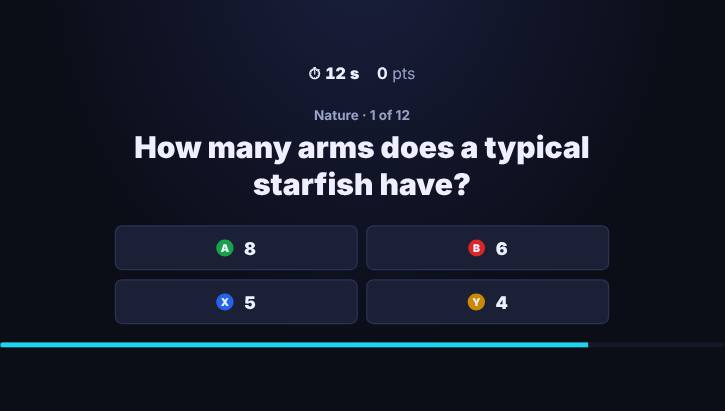 ⏱ 12 s 0 pts
Nature · 1 of 12
How many arms does a typical
starfish have?
A 8
B 6
X 5
Y 4